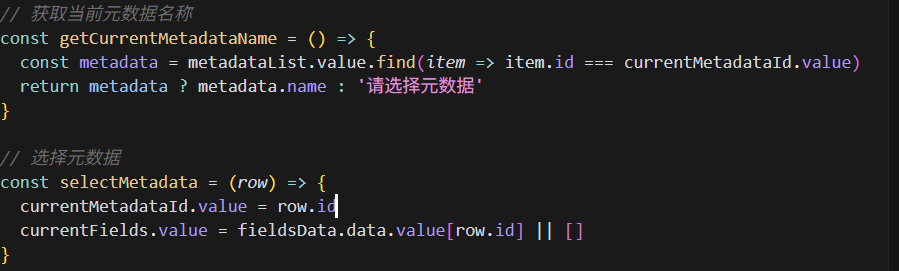 // 获取当前元数据名称
const getCurrentMetadataName = () => {
  const metadata = metadataList.value.find(item => item.id === currentMetadataId.value)
  return metadata ? metadata.name : '请选择元数据'
}

// 选择元数据
const selectMetadata = (row) => {
  currentMetadataId.value = row.id
  currentFields.value = fieldsData.data.value[row.id] || []
}